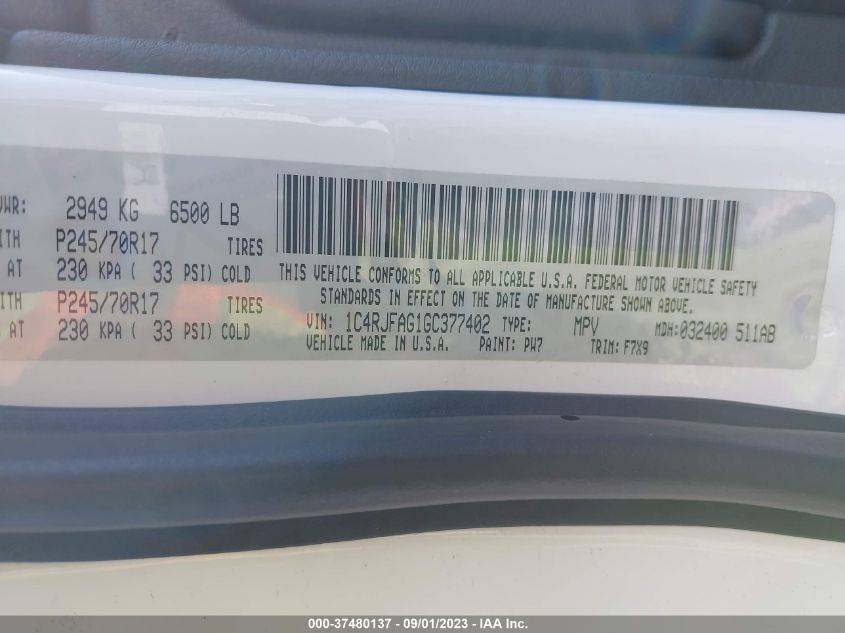 VWR: 2949 KG 6500 LB
ITH P245/70R17 TIRES
AT 230 KPA ( 33 PSI) COLD
ITH P245/70R17 TIRES
AT 230 KPA ( 33 PSI) COLD
THIS VEHICLE CONFORMS TO ALL APPLICABLE U.S.A. FEDERAL MOTOR VEHICLE SAFETY
STANDARDS IN EFFECT ON THE DATE OF MANUFACTURE SHOWN ABOVE.
VIN: 1C4RJFAG1GC377402 TYPE: MPV MDH: 032400 511AB
VEHICLE MADE IN U.S.A. PAINT: PW7 TRIM: F7X9
000-37480137 - 09/01/2023 - IAA Inc.